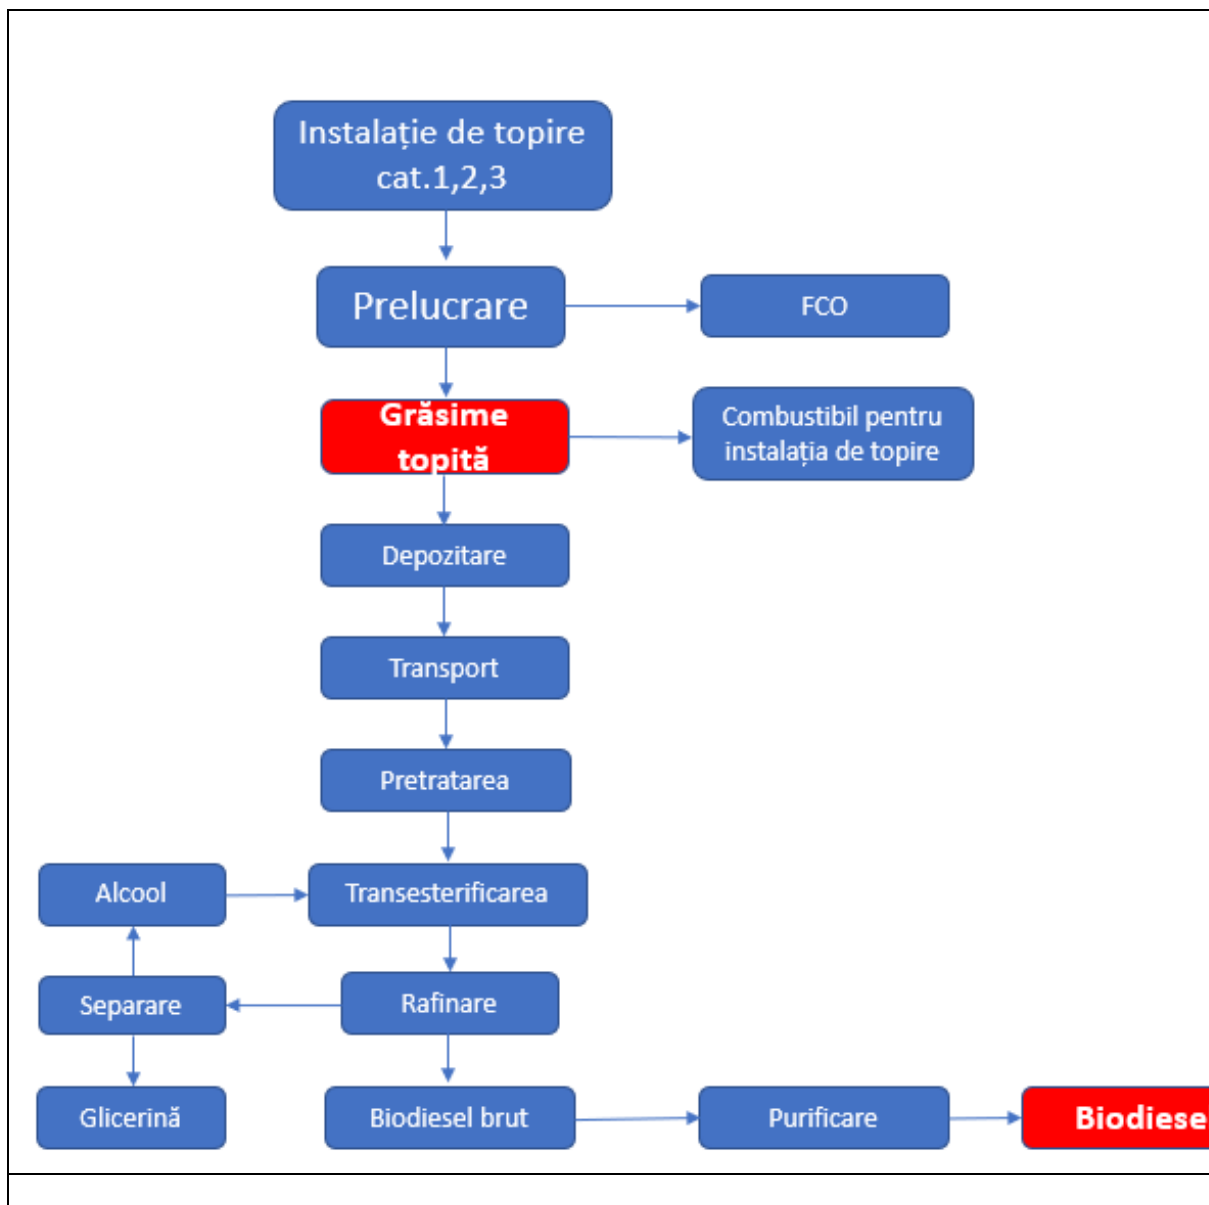 Instalație de topire
cat.1,2,3
Prelucrare
FCO
Grăsime
topită
Combustibil pentru
instalația de topire
Depozitare
Transport
Pretratarea
Alcool
Transesterificarea
Separare
Rafinare
Glicerină
Biodiesel brut
Purificare
Biodiese